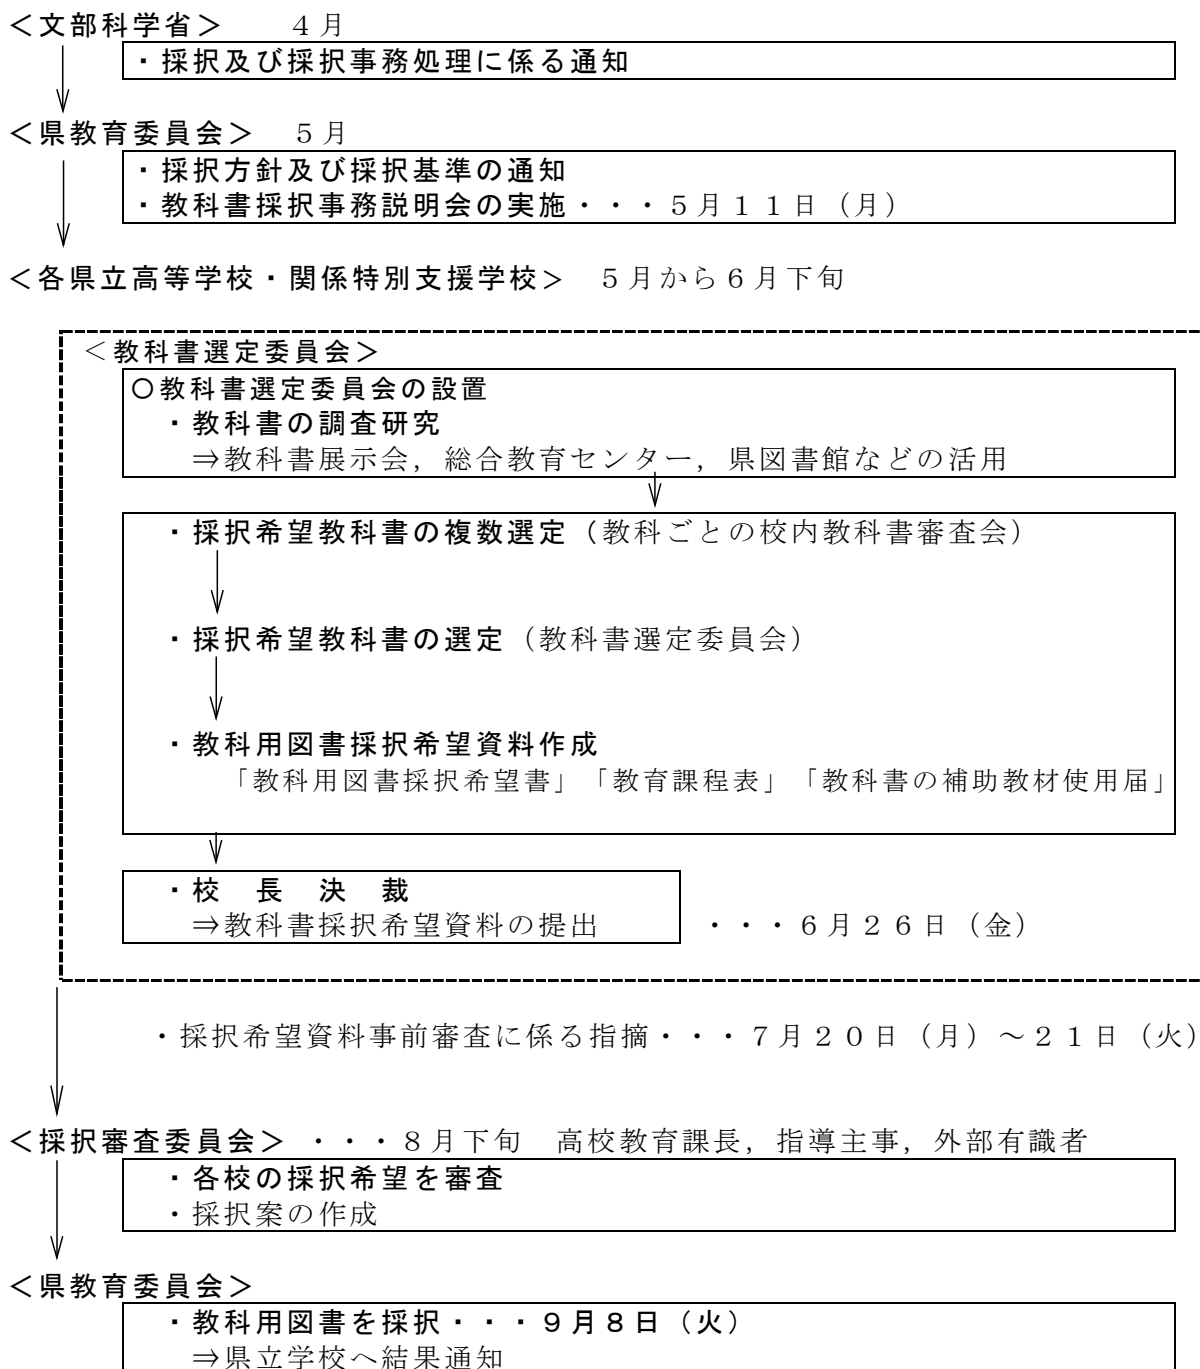 ＜文部科学省＞　　４月
・採択及び採択事務処理に係る通知
＜県教育委員会＞　５月
・採択方針及び採択基準の通知
・教科書採択事務説明会の実施・・・５月１１日（月）
＜各県立高等学校・関係特別支援学校＞　５月から６月下旬
＜教科書選定委員会＞
○教科書選定委員会の設置
・教科書の調査研究
⇒教科書展示会，総合教育センター，県図書館などの活用
・採択希望教科書の複数選定（教科ごとの校内教科書審査会）
・採択希望教科書の選定（教科書選定委員会）
・教科用図書採択希望資料作成
「教科用図書採択希望書」「教育課程表」「教科書の補助教材使用届」
・校　長　決　裁
⇒教科書採択希望資料の提出　　・・・６月２６日（金）
・採択希望資料事前審査に係る指摘・・・７月２０日（月）～２１日（火）
＜採択審査委員会＞ ・・・８月下旬　高校教育課長，指導主事，外部有識者
・各校の採択希望を審査
・採択案の作成
＜県教育委員会＞
・教科用図書を採択・・・９月８日（火）
⇒県立学校へ結果通知